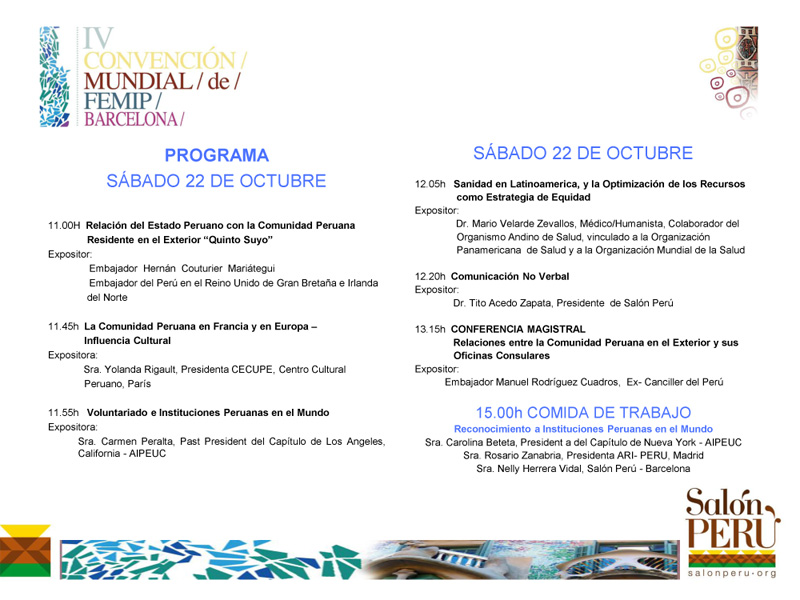 IV
CONVENCIÓN /
MUNDIAL / de /
FEMIP /
BARCELONA /
PROGRAMA
SÁBADO 22 DE OCTUBRE
11.00H Relación del Estado Peruano con la Comunidad Peruana
Residente en el Exterior “Quinto Suyo”
Expositor:
Embajador Hernán Couturier Mariátegui
Embajador del Perú en el Reino Unido de Gran Bretaña e Irlanda
del Norte
11.45h La Comunidad Peruana en Francia y en Europa –
Influencia Cultural
Expositora:
Sra. Yolanda Rigault, Presidenta CECUPE, Centro Cultural
Peruano, París
11.55h Voluntariado e Instituciones Peruanas en el Mundo
Expositora:
Sra. Carmen Peralta, Past President del Capítulo de Los Angeles,
California - AIPEUC
SÁBADO 22 DE OCTUBRE
12.05h Sanidad en Latinoamerica, y la Optimización de los Recursos
como Estrategia de Equidad
Expositor:
Dr. Mario Velarde Zevallos, Médico/Humanista, Colaborador del
Organismo Andino de Salud, vinculado a la Organización
Panamericana de Salud y a la Organización Mundial de la Salud
12.20h Comunicación No Verbal
Expositor:
Dr. Tito Acedo Zapata, Presidente de Salón Perú
13.15h CONFERENCIA MAGISTRAL
Relaciones entre la Comunidad Peruana en el Exterior y sus
Oficinas Consulares
Expositor:
Embajador Manuel Rodríguez Cuadros, Ex- Canciller del Perú
15.00h COMIDA DE TRABAJO
Reconocimiento a Instituciones Peruanas en el Mundo
Sra. Carolina Beteta, President a del Capítulo de Nueva York - AIPEUC
Sra. Rosario Zanabria, Presidenta ARI- PERU, Madrid
Sra. Nelly Herrera Vidal, Salón Perú - Barcelona
Salón
PERÚ
salonperu-org